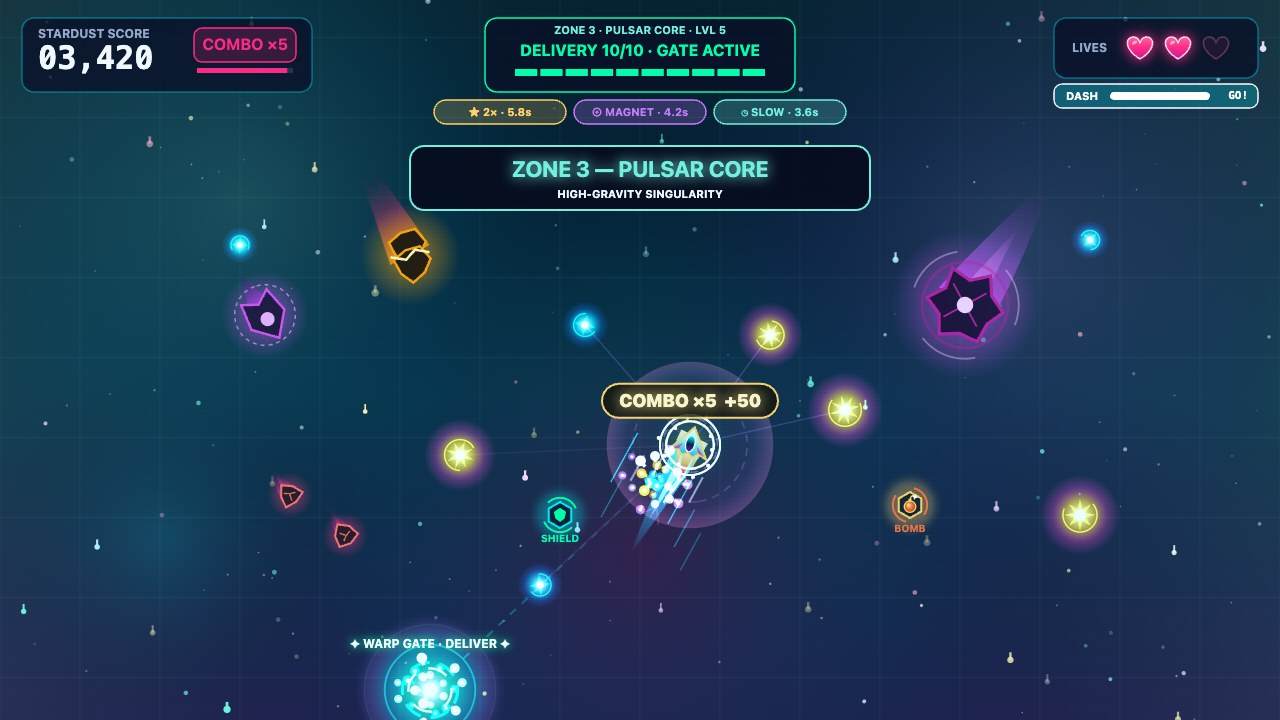 STARDUST SCORE
03,420
COMBO ×5
ZONE 3 · PULSAR CORE · LVL 5
DELIVERY 10/10 · GATE ACTIVE
LIVES
DASH
GO!
2× · 5.8s
MAGNET · 4.2s
SLOW · 3.6s
ZONE 3 — PULSAR CORE
HIGH-GRAVITY SINGULARITY
COMBO ×5 +50
SHIELD
BOMB
✦ WARP GATE · DELIVER ✦